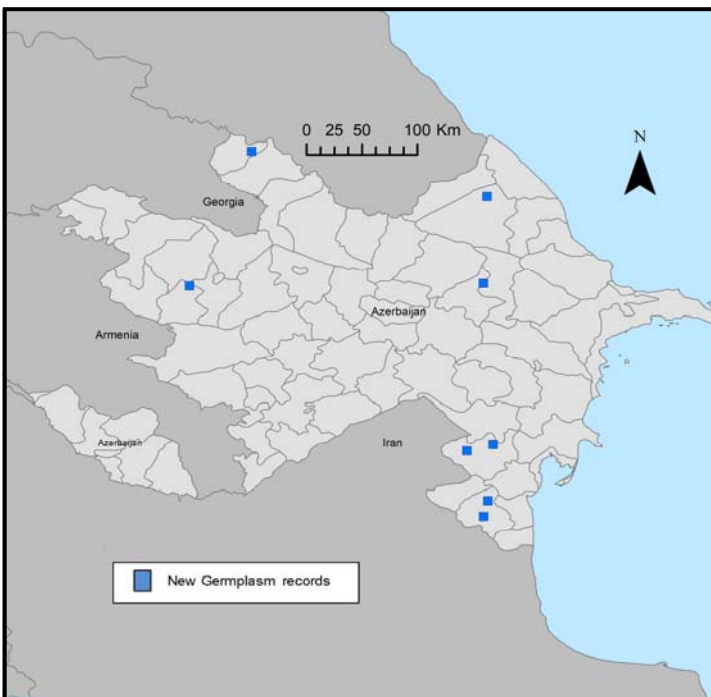 0 25 50 100 Km
N
Georgia
Azerbaijan
Armenia
Azerbaijan
Iran
New Germplasm records